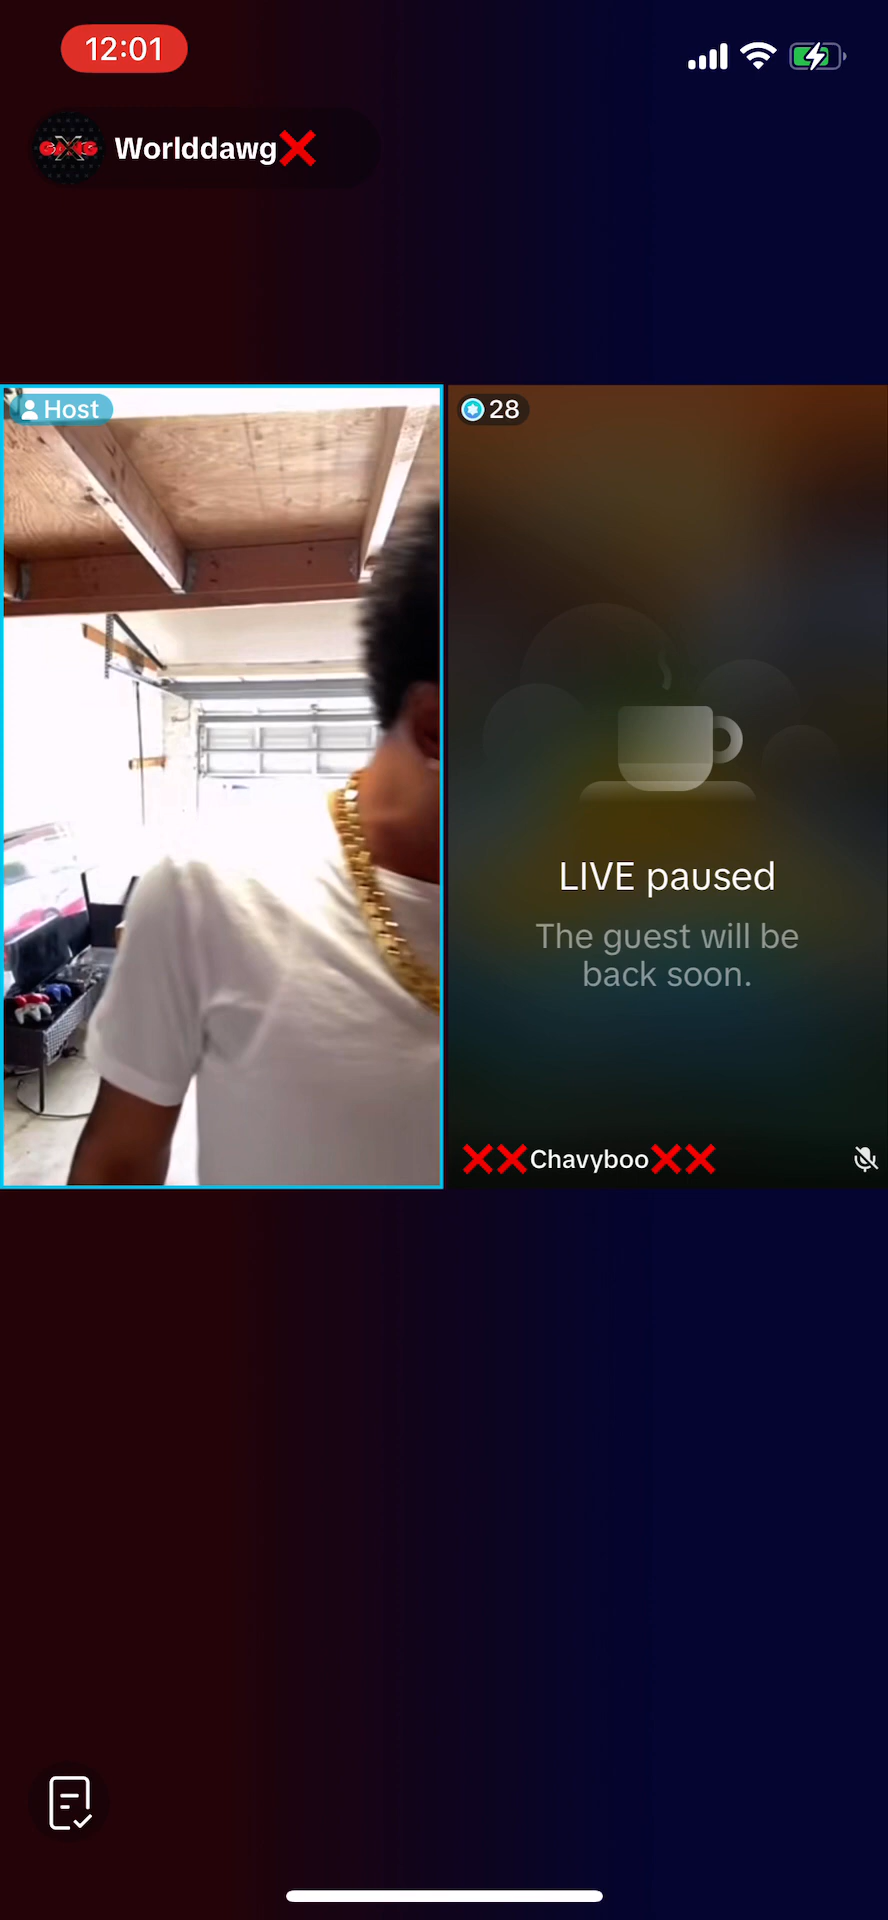 12:01
Worlddawg❌
Host
28
LIVE paused
The guest will be
back soon.
❌❌Chavyboo❌❌